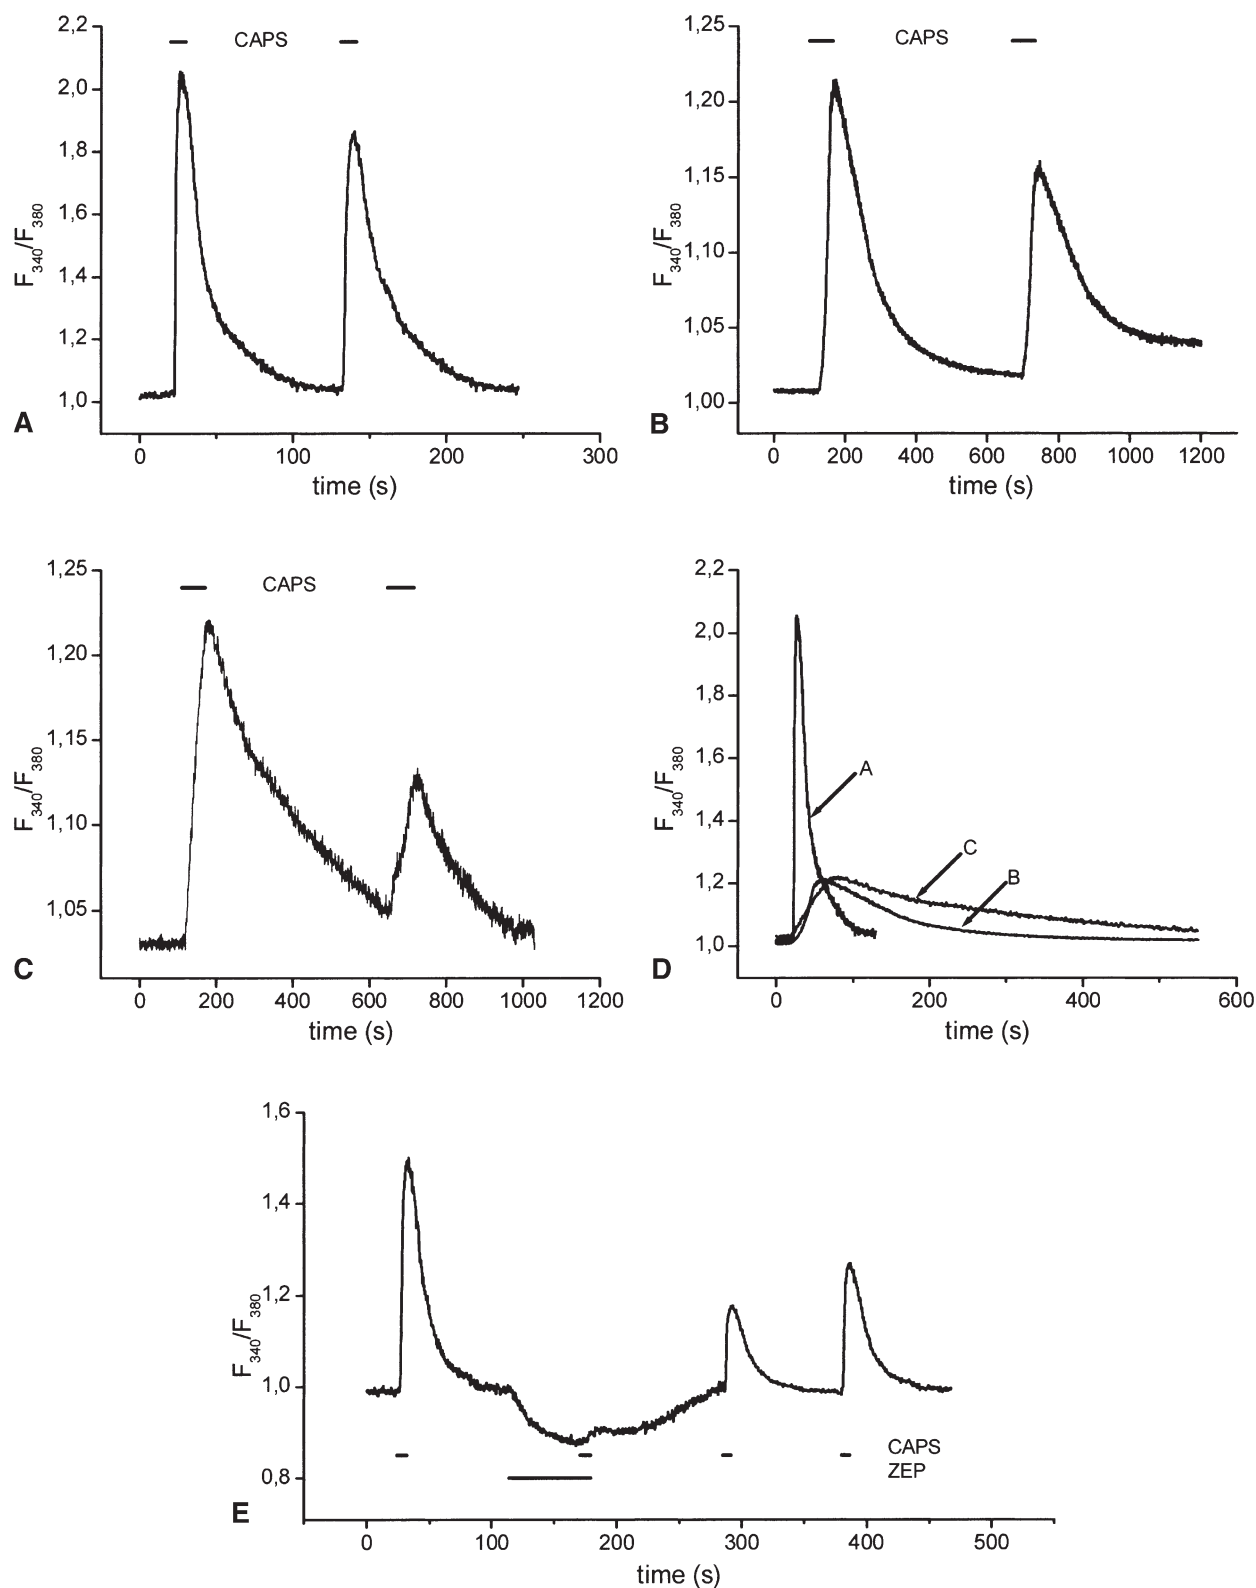 2,2
2,0
1,8
1,6
1,4
1,2
1,0
F340/F380
CAPS
0 100 200 300
time (s)
A
1,25
1,20
1,15
1,10
1,05
1,00
F340/F380
CAPS
0 200 400 600 800 1000 1200
time (s)
B
1,25
1,20
1,15
1,10
1,05
F340/F380
CAPS
0 200 400 600 800 1000 1200
time (s)
C
2,2
2,0
1,8
1,6
1,4
1,2
1,0
F340/F380
A
C
B
0 200 400 600
time (s)
D
1,6
1,4
1,2
1,0
0,8
F340/F380
CAPS
ZEP
0 100 200 300 400 500
time (s)
E